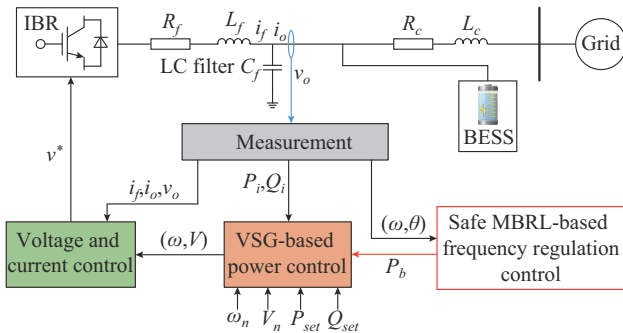 IBR
R_f
L_f
i_f
i_o
R_c
L_c
Grid
LC filter C_f
v_o
BESS
Measurement
v*
i_f,i_o,v_o
P_i,Q_i
(ω,θ)
Voltage and
current control
(ω,V)
VSG-based
power control
P_b
Safe MBRL-based
frequency regulation
control
ω_n
V_n
P_set
Q_set